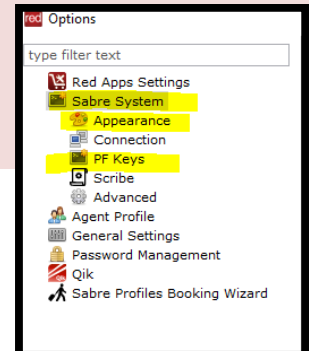 red Options
type filter text
Red Apps Settings
Sabre System
Appearance
Connection
PF Keys
Scribe
Advanced
Agent Profile
General Settings
Password Management
Qik
Sabre Profiles Booking Wizard